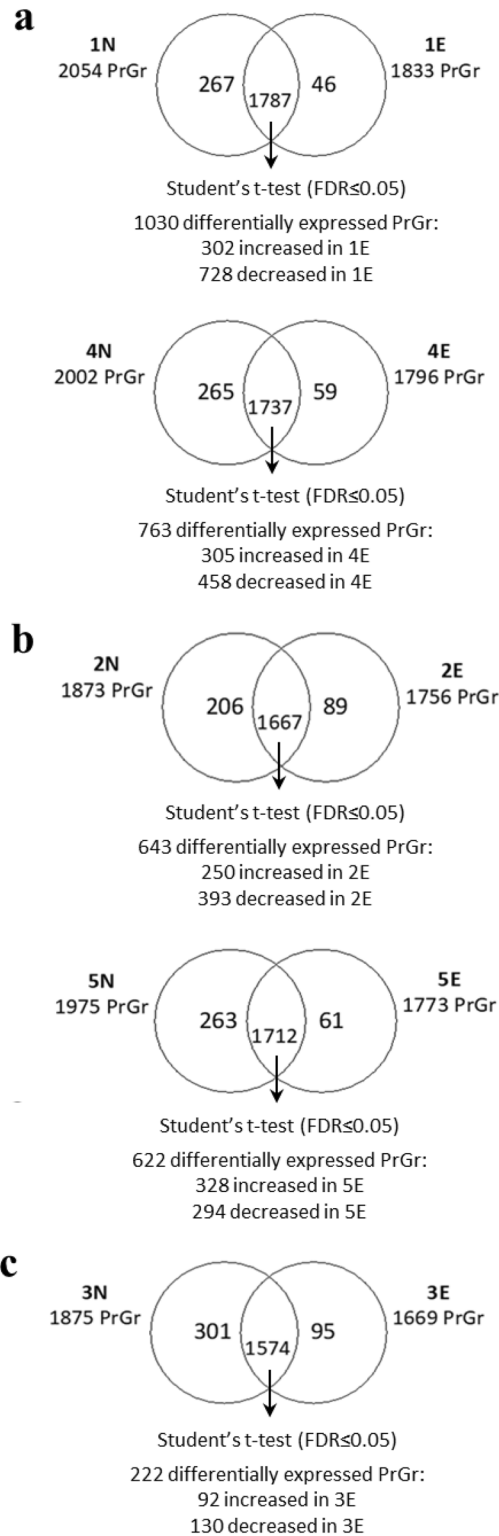 a
1N
2054 PrGr
267
1787
46
1E
1833 PrGr
Student's t-test (FDR≤0.05)
1030 differentially expressed PrGr:
302 increased in 1E
728 decreased in 1E
4N
2002 PrGr
265
1737
59
4E
1796 PrGr
Student's t-test (FDR≤0.05)
763 differentially expressed PrGr:
305 increased in 4E
458 decreased in 4E
b
2N
1873 PrGr
206
1667
89
2E
1756 PrGr
Student's t-test (FDR≤0.05)
643 differentially expressed PrGr:
250 increased in 2E
393 decreased in 2E
5N
1975 PrGr
263
1712
61
5E
1773 PrGr
Student's t-test (FDR≤0.05)
622 differentially expressed PrGr:
328 increased in 5E
294 decreased in 5E
c
3N
1875 PrGr
301
1574
95
3E
1669 PrGr
Student's t-test (FDR≤0.05)
222 differentially expressed PrGr:
92 increased in 3E
130 decreased in 3E